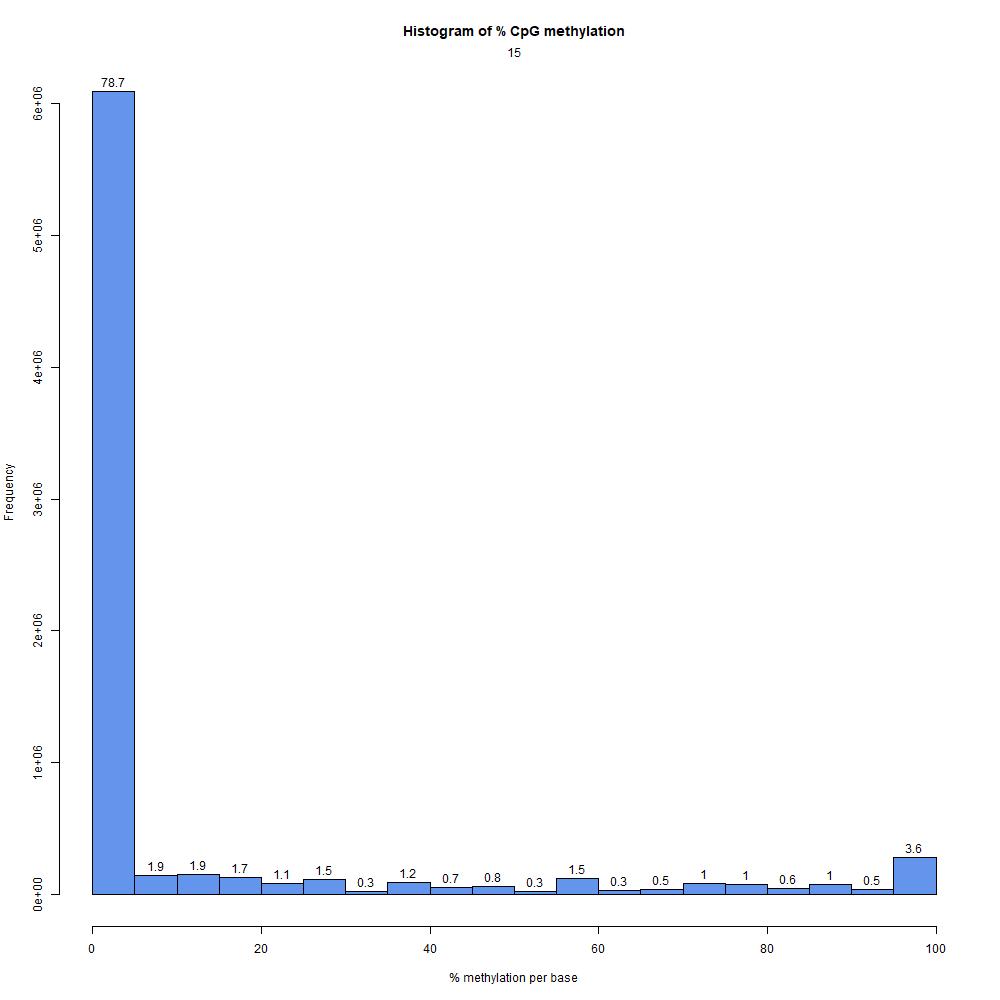 Histogram of % CpG methylation
15
78.7
6e+06
5e+06
4e+06
3e+06
2e+06
1e+06
0e+00
Frequency
1.9 1.9 1.7 1.1 1.5 0.3 1.2 0.7 0.8 0.3 1.5 0.3 0.5 1 1 0.6 1 0.5 3.6
0 20 40 60 80 100
% methylation per base